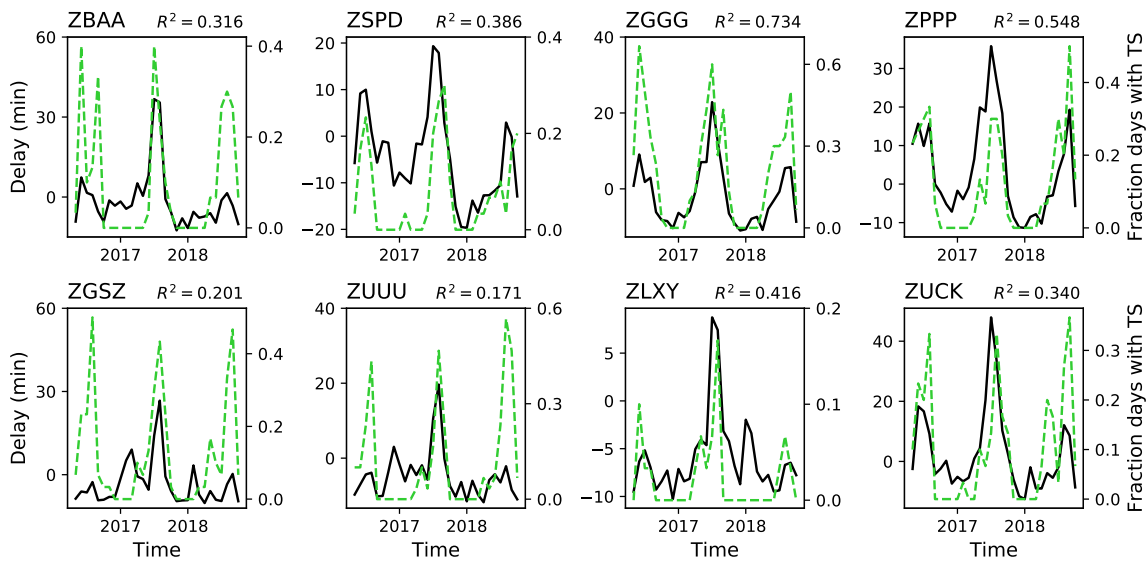 ZBAA R² = 0.316 ZSPD R² = 0.386 ZGGG R² = 0.734 ZPPP R² = 0.548
60 0.4 20 0.4 40 30
0.6 0.4
0.3 10 20
30 0.2 0 0.2 20 0.3 10 0.2
0.1 −10 0
0 0.0 −20 0.0 0 0.0 −10 0.0
Delay (min)
Fraction days with TS
2017 2018 2017 2018 2017 2018 2017 2018
ZGSZ R² = 0.201 ZUUU R² = 0.171 ZLXY R² = 0.416 ZUCK R² = 0.340
60 40 0.6 0.2
0.4 5 40 0.3
30 20 0.3 0 0.1 20 0.2
0.2 −5 0.1
0 0.0 0 0.0 −10 0.0 0 0.0
Delay (min)
Fraction days with TS
2017 2018 2017 2018 2017 2018 2017 2018
Time Time Time Time